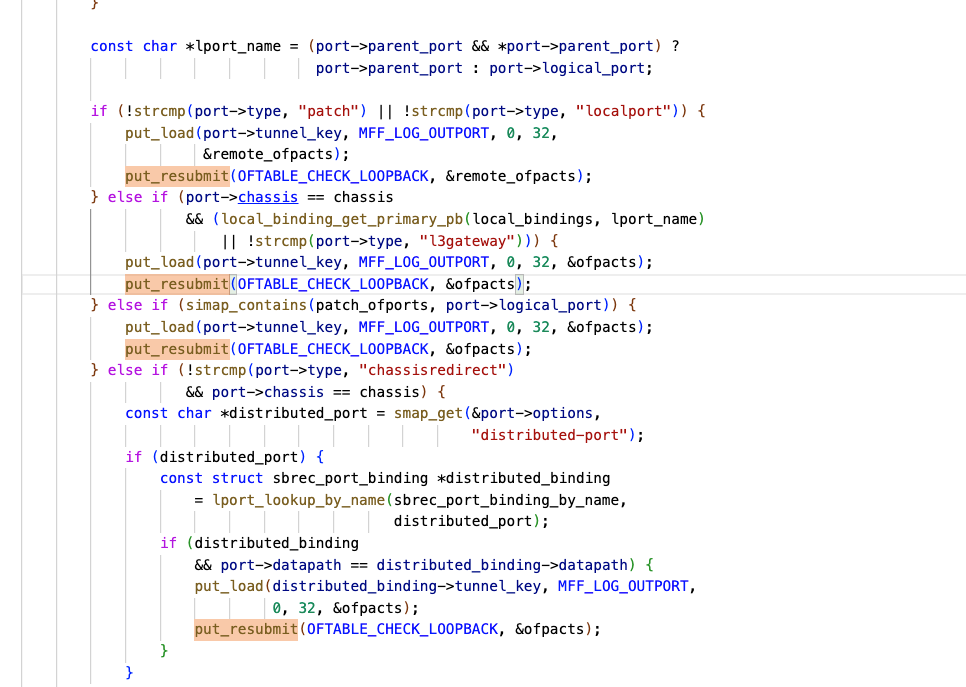 }
const char *lport_name = (port->parent_port && *port->parent_port) ?
port->parent_port : port->logical_port;
if (!strcmp(port->type, "patch") || !strcmp(port->type, "localport")) {
put_load(port->tunnel_key, MFF_LOG_OUTPORT, 0, 32,
&remote_ofpacts);
put_resubmit(OFTABLE_CHECK_LOOPBACK, &remote_ofpacts);
} else if (port->chassis == chassis
&& (local_binding_get_primary_pb(local_bindings, lport_name)
|| !strcmp(port->type, "l3gateway"))) {
put_load(port->tunnel_key, MFF_LOG_OUTPORT, 0, 32, &ofpacts);
put_resubmit(OFTABLE_CHECK_LOOPBACK, &ofpacts);
} else if (simap_contains(patch_ofports, port->logical_port)) {
put_load(port->tunnel_key, MFF_LOG_OUTPORT, 0, 32, &ofpacts);
put_resubmit(OFTABLE_CHECK_LOOPBACK, &ofpacts);
} else if (!strcmp(port->type, "chassisredirect")
&& port->chassis == chassis) {
const char *distributed_port = smap_get(&port->options,
"distributed-port");
if (distributed_port) {
const struct sbrec_port_binding *distributed_binding
= lport_lookup_by_name(sbrec_port_binding_by_name,
distributed_port);
if (distributed_binding
&& port->datapath == distributed_binding->datapath) {
put_load(distributed_binding->tunnel_key, MFF_LOG_OUTPORT,
0, 32, &ofpacts);
put_resubmit(OFTABLE_CHECK_LOOPBACK, &ofpacts);
}
}